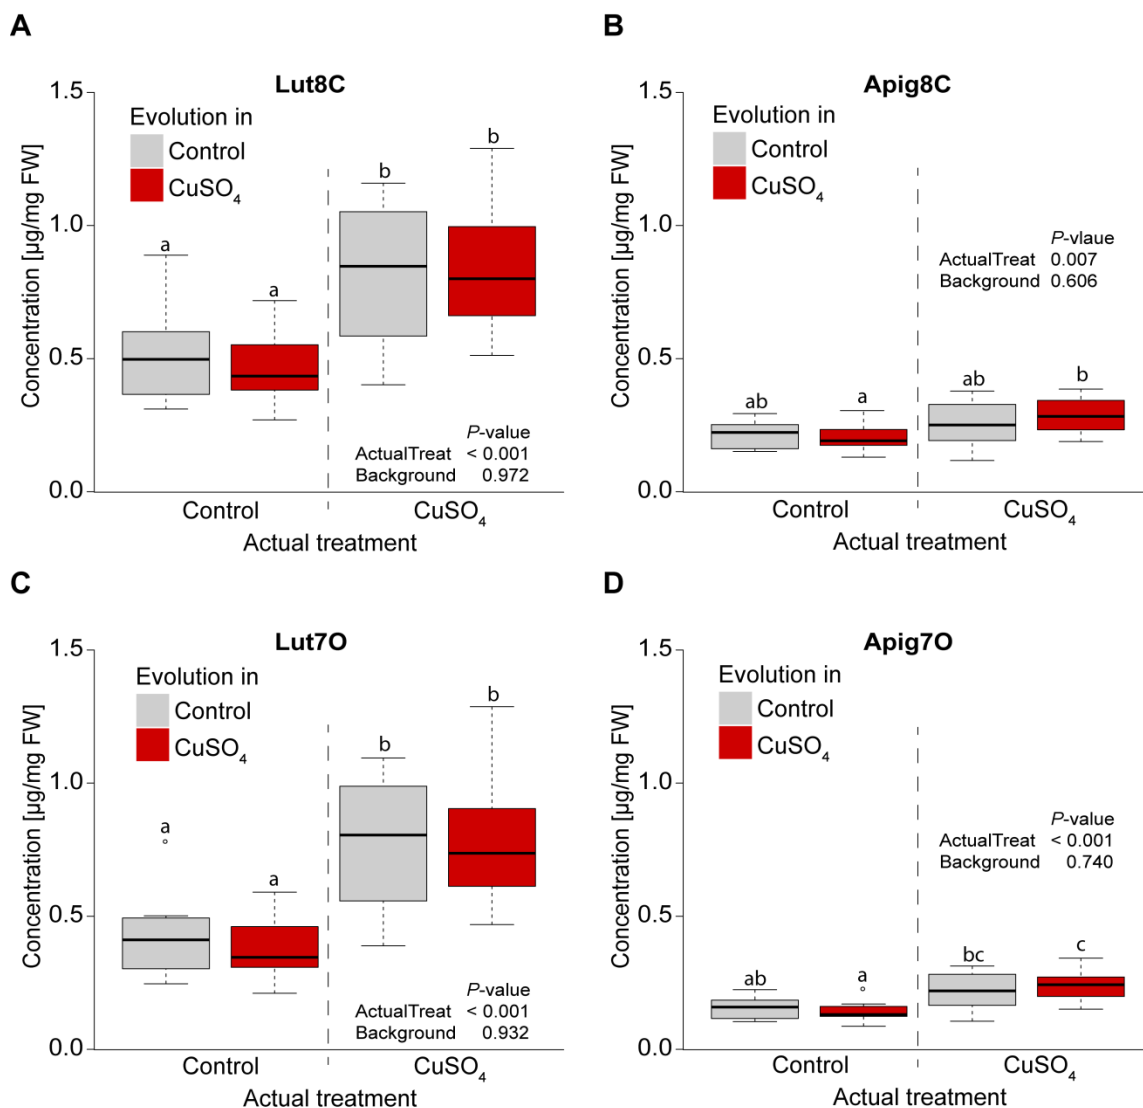 A
Lut8C
1.5
1.0
0.5
0.0
Concentration [µg/mg FW]
Evolution in
Control
CuSO₄
a
a
b
b
P-value
ActualTreat < 0.001
Background 0.972
Control
CuSO₄
Actual treatment
B
Apig8C
1.5
1.0
0.5
0.0
Concentration [µg/mg FW]
Evolution in
Control
CuSO₄
P-vlaue
ActualTreat 0.007
Background 0.606
ab
a
ab
b
Control
CuSO₄
Actual treatment
C
Lut7O
1.5
1.0
0.5
0.0
Concentration [µg/mg FW]
Evolution in
Control
CuSO₄
a
a
b
b
P-value
ActualTreat < 0.001
Background 0.932
Control
CuSO₄
Actual treatment
D
Apig7O
1.5
1.0
0.5
0.0
Concentration [µg/mg FW]
Evolution in
Control
CuSO₄
P-value
ActualTreat < 0.001
Background 0.740
ab
a
bc
c
Control
CuSO₄
Actual treatment